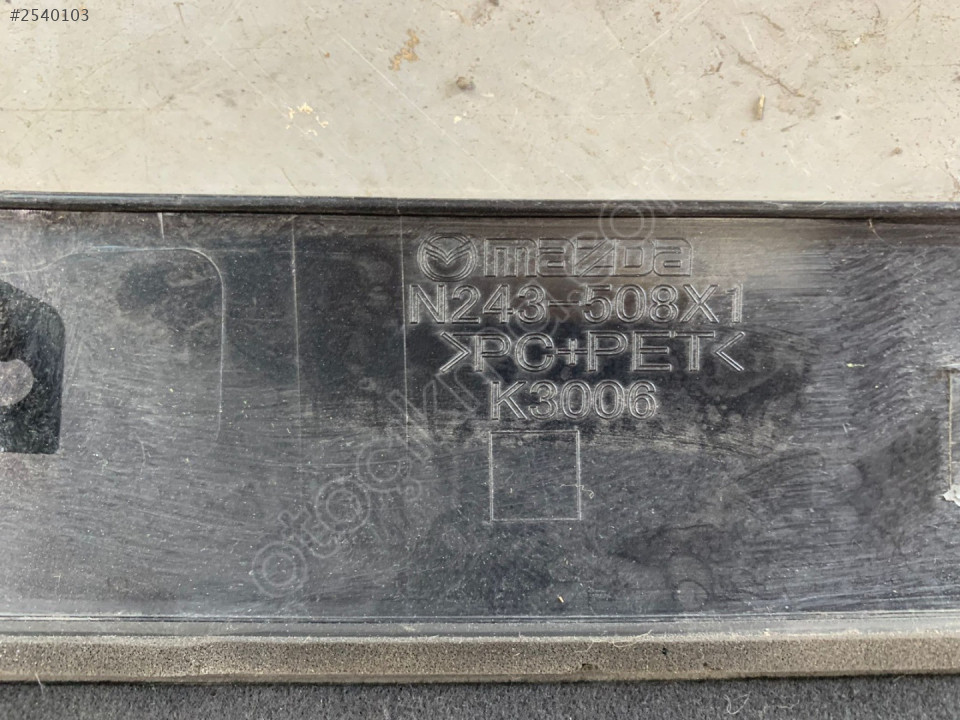 #2540103
mazda
N243-508X1
>PC+PET<
K3006